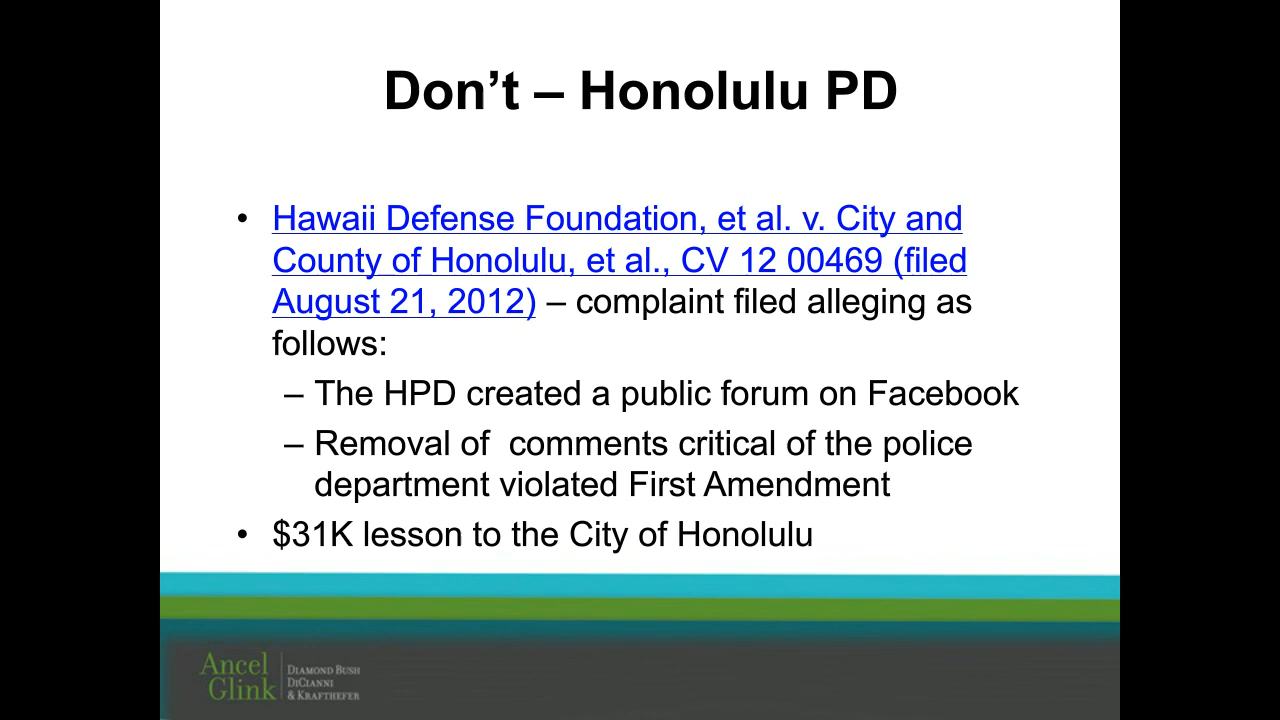 Don’t – Honolulu PD
• Hawaii Defense Foundation, et al. v. City and
County of Honolulu, et al., CV 12 00469 (filed
August 21, 2012) – complaint filed alleging as
follows:
– The HPD created a public forum on Facebook
– Removal of  comments critical of the police
department violated First Amendment
• $31K lesson to the City of Honolulu
Ancel
Glink
Diamond Bush
DiCianni
& Krafthefer